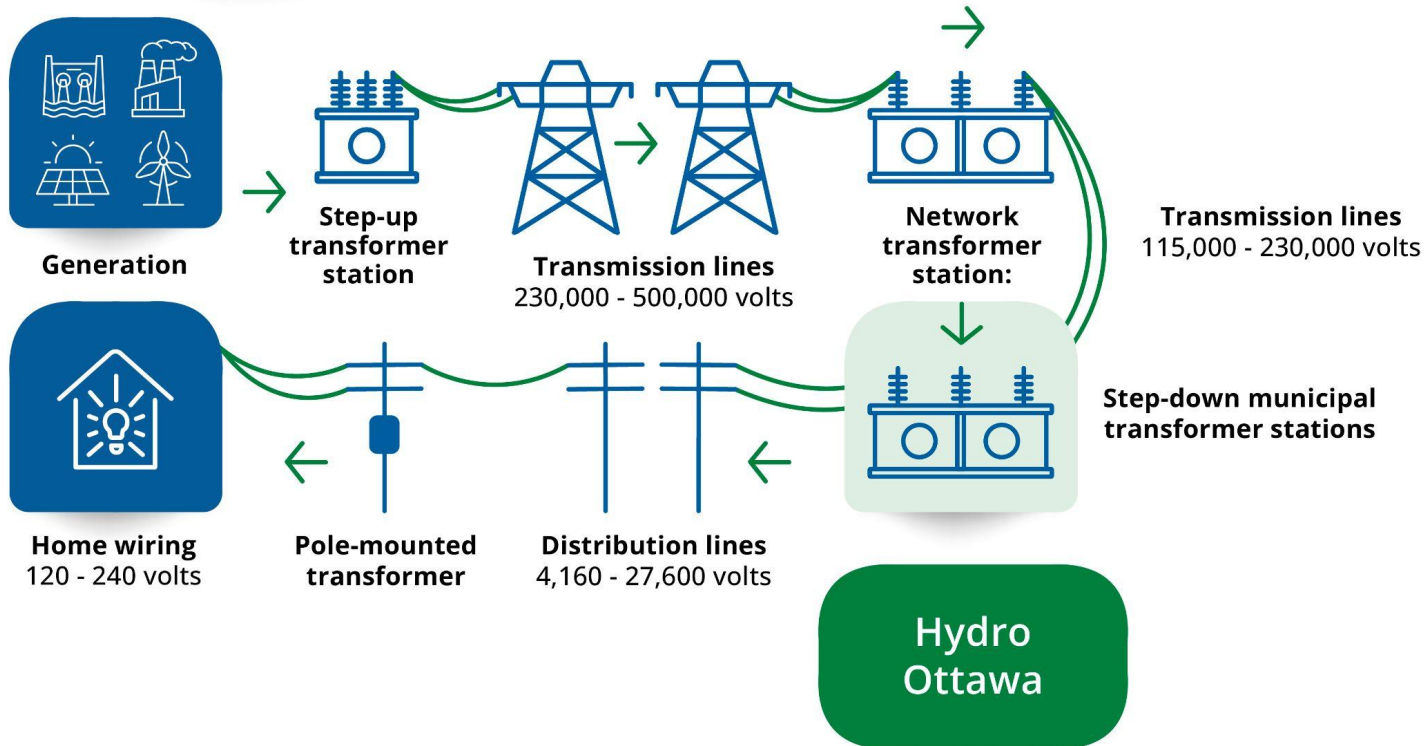 Generation
Step-up
transformer
station
Transmission lines
230,000 - 500,000 volts
Network
transformer
station:
Transmission lines
115,000 - 230,000 volts
Step-down municipal
transformer stations
Distribution lines
4,160 - 27,600 volts
Pole-mounted
transformer
Home wiring
120 - 240 volts
Hydro
Ottawa